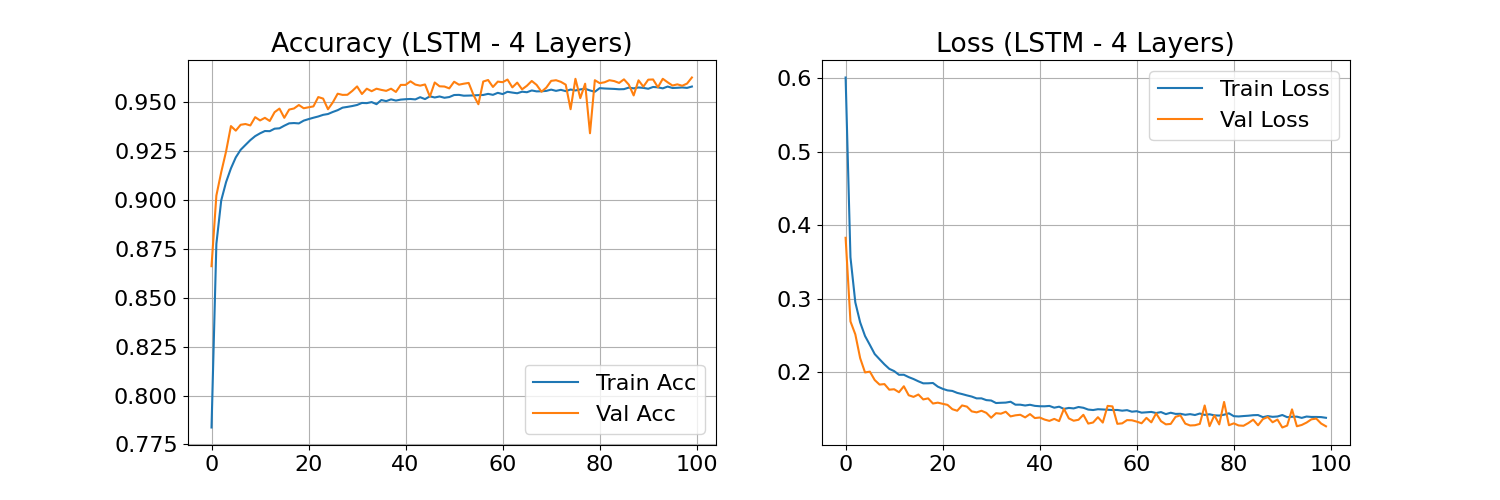 Accuracy (LSTM - 4 Layers)
0.950
0.925
0.900
0.875
0.850
0.825
0.800
0.775
0 20 40 60 80 100
Train Acc
Val Acc
Loss (LSTM - 4 Layers)
0.6
0.5
0.4
0.3
0.2
0 20 40 60 80 100
Train Loss
Val Loss